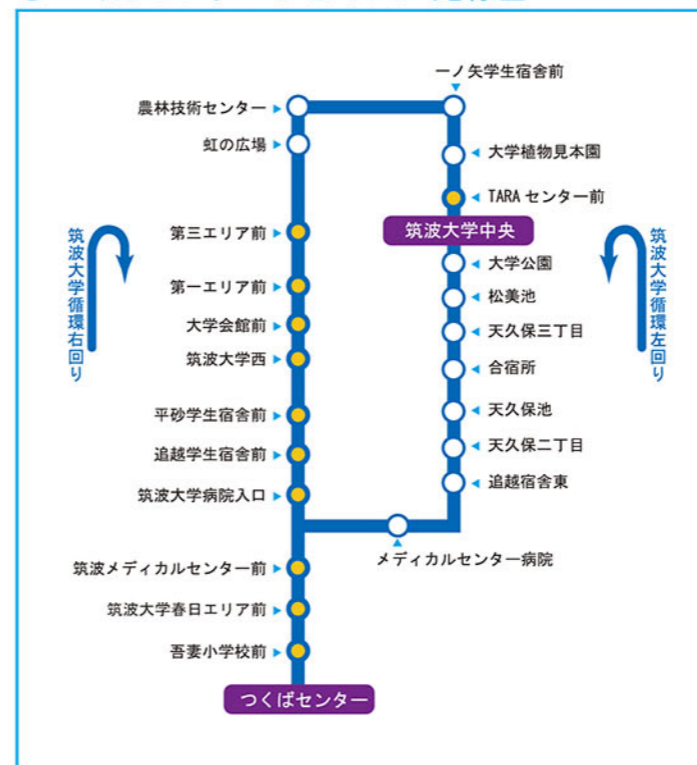 一ノ矢学生宿舎前
農林技術センター
虹の広場
大学植物見本園
TARAセンター前
筑波大学中央
第三エリア前
筑波大学循環右回り
筑波大学循環左回り
大学公園
第一エリア前
松美池
大学会館前
天久保三丁目
筑波大学西
合宿所
平砂学生宿舎前
天久保池
追越学生宿舎前
天久保二丁目
筑波大学病院入口
追越宿舎東
メディカルセンター病院
筑波メディカルセンター前
筑波大学春日エリア前
吾妻小学校前
つくばセンター